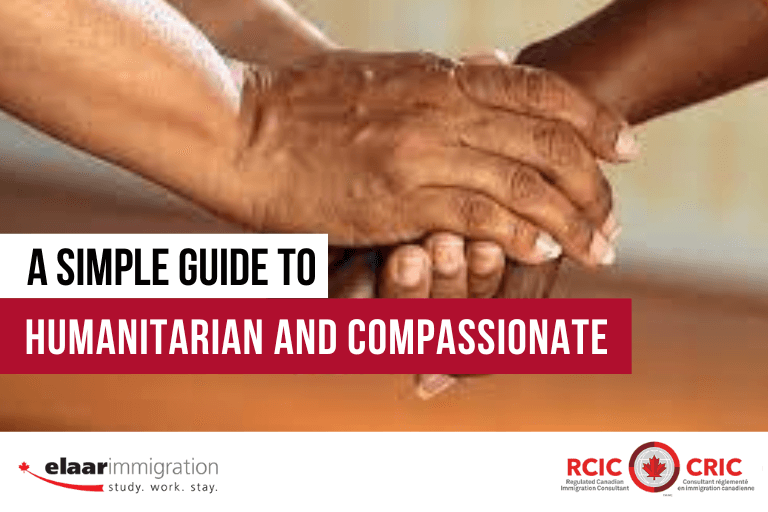 A SIMPLE GUIDE TO
HUMANITARIAN AND COMPASSIONATE
elaarimmigration
study. work. stay.
RCIC CRIC
Regulated Canadian
Immigration Consultant
Consultant réglementé
en immigration canadienne